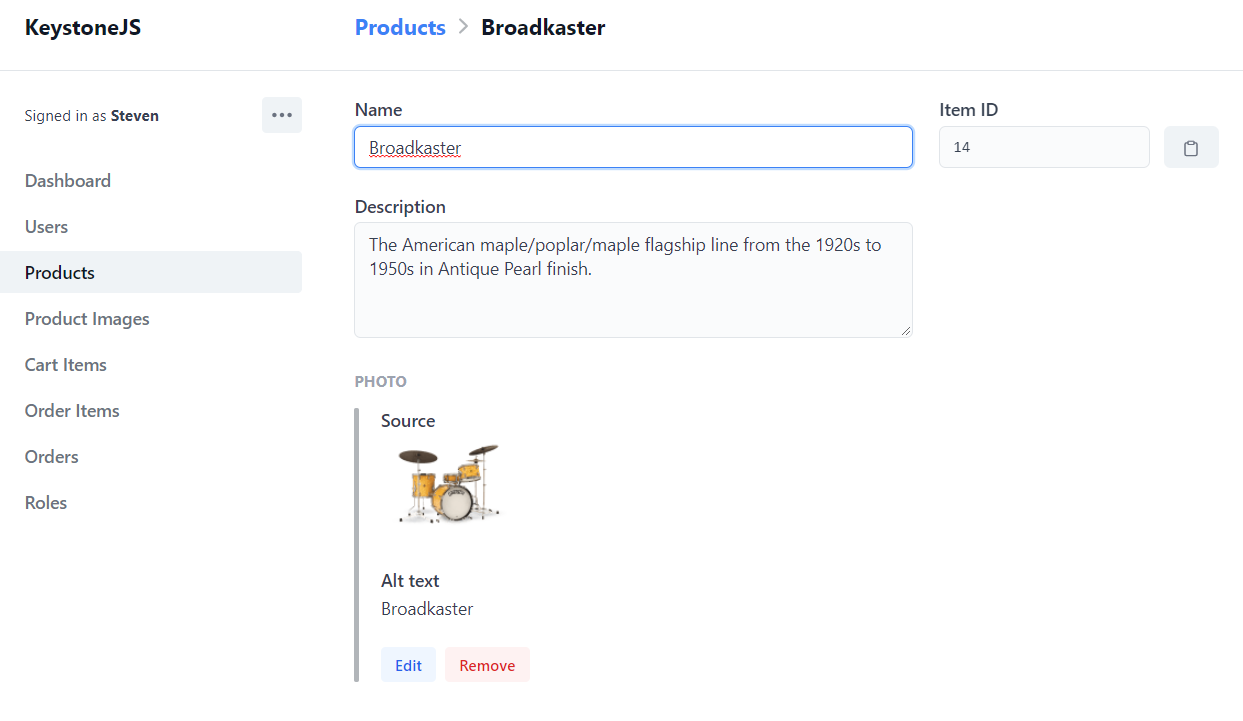 KeystoneJS
Products > Broadkaster
Signed in as Steven
Dashboard
Users
Products
Product Images
Cart Items
Order Items
Orders
Roles
Name
Broadkaster
Item ID
14
Description
The American maple/poplar/maple flagship line from the 1920s to
1950s in Antique Pearl finish.
PHOTO
Source
Alt text
Broadkaster
Edit
Remove